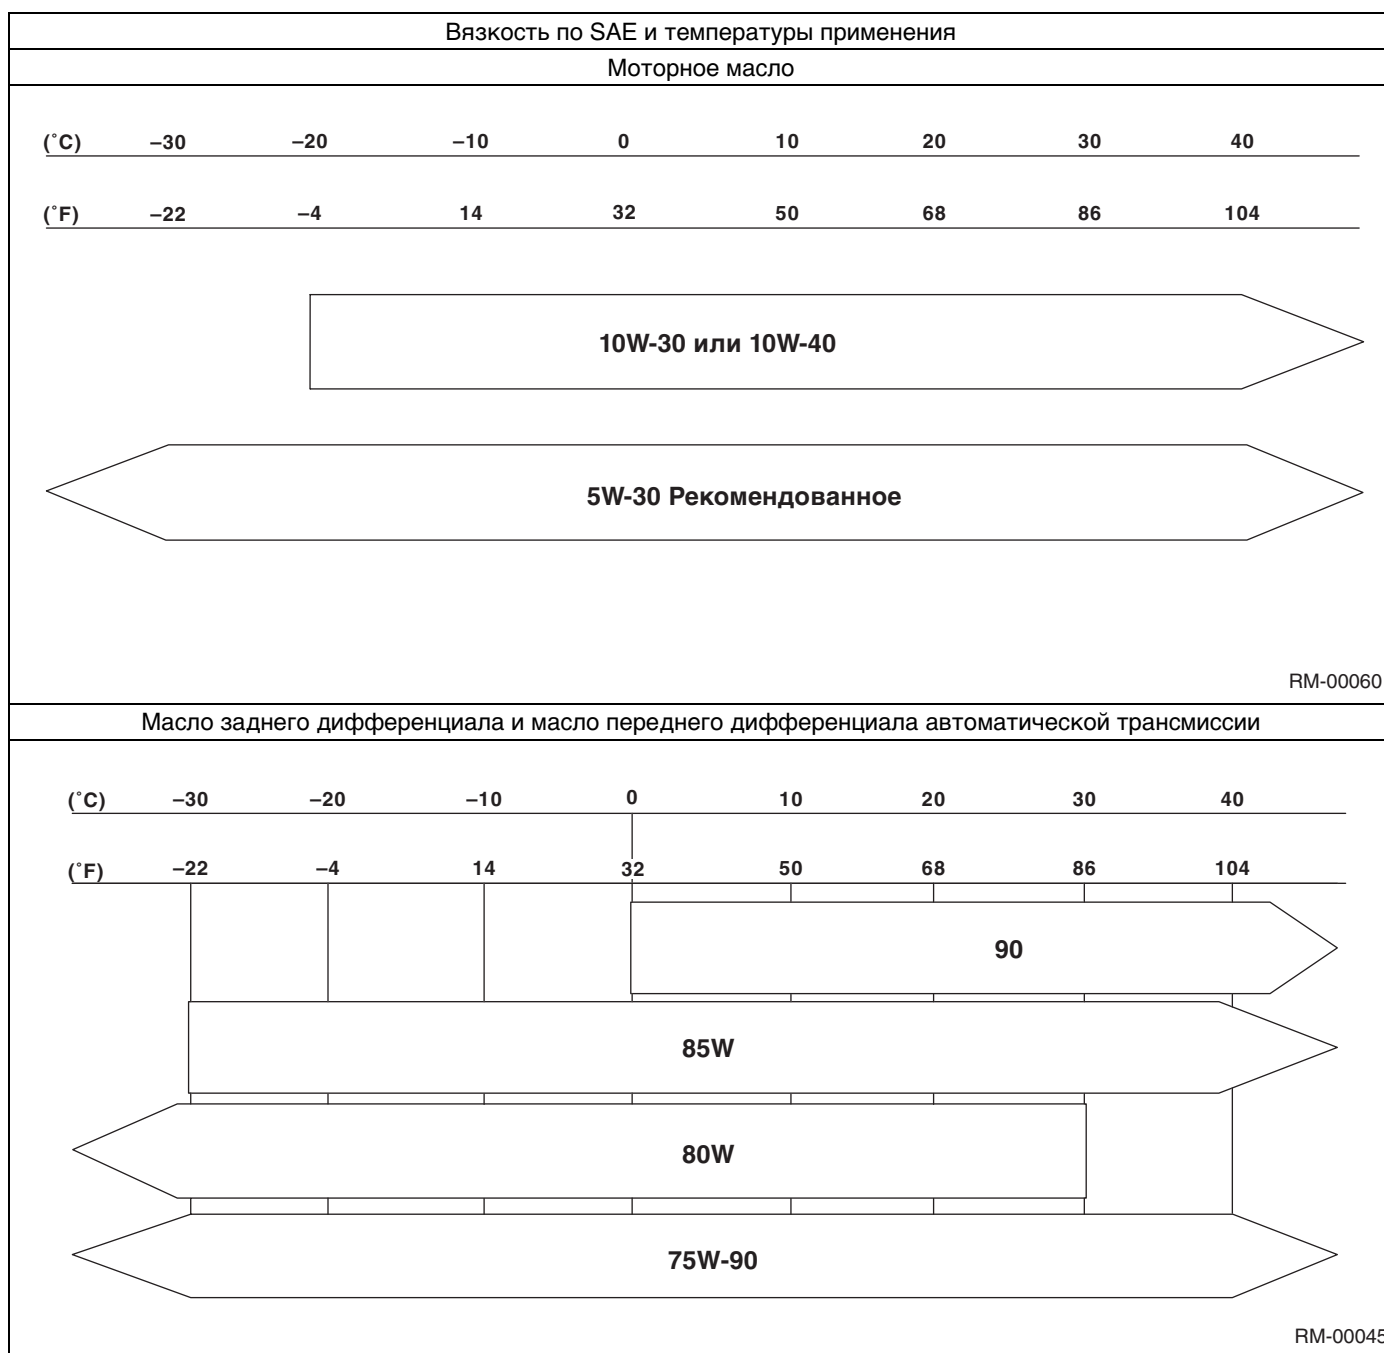 Вязкость по SAE и температуры применения
Моторное масло
(˚C) –30 –20 –10 0 10 20 30 40
(˚F) –22 –4 14 32 50 68 86 104
10W-30 или 10W-40
5W-30 Рекомендованное
RM-00060
Масло заднего дифференциала и масло переднего дифференциала автоматической трансмиссии
(˚C) –30 –20 –10 0 10 20 30 40
(˚F) –22 –4 14 32 50 68 86 104
90
85W
80W
75W-90
RM-00045